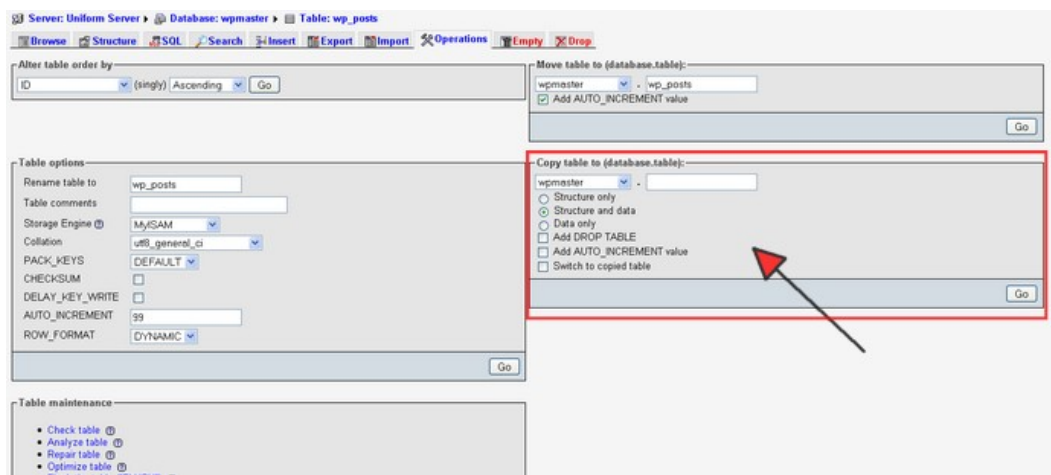 Server: Uniform Server ▸ Database: wpmaster ▸ Table: wp_posts
Browse Structure SQL Search Insert Export Import Operations Empty Drop
Alter table order by
ID (singly) Ascending Go
Move table to (database.table):
wpmaster . wp_posts
Add AUTO_INCREMENT value
Go
Table options
Rename table to wp_posts
Table comments
Storage Engine MyISAM
Collation utf8_general_ci
PACK_KEYS DEFAULT
CHECKSUM
DELAY_KEY_WRITE
AUTO_INCREMENT 99
ROW_FORMAT DYNAMIC
Go
Copy table to (database.table):
wpmaster .
Structure only
Structure and data
Data only
Add DROP TABLE
Add AUTO_INCREMENT value
Switch to copied table
Go
Table maintenance
Check table
Analyze table
Repair table
Optimize table